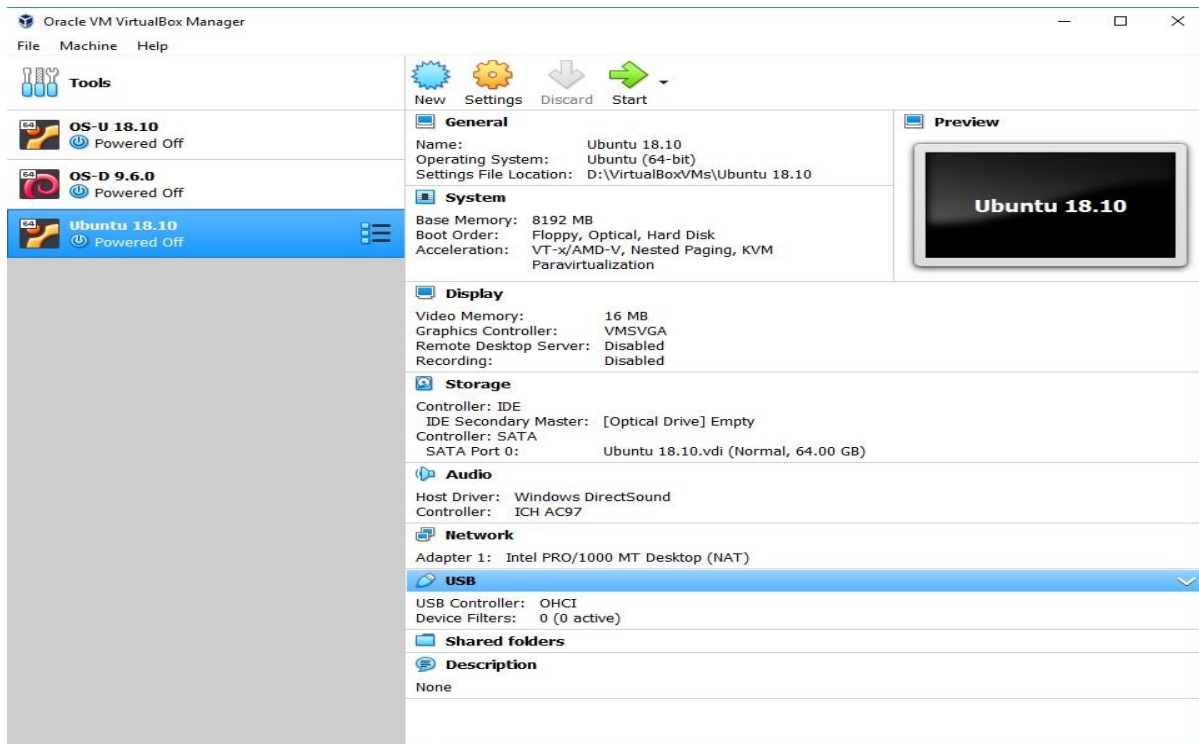 Oracle VM VirtualBox Manager
File Machine Help
Tools
New Settings Discard Start
64
OS-U 18.10
Powered Off
64
OS-D 9.6.0
Powered Off
64
Ubuntu 18.10
Powered Off
General
Name: Ubuntu 18.10
Operating System: Ubuntu (64-bit)
Settings File Location: D:\VirtualBoxVMs\Ubuntu 18.10
Preview
Ubuntu 18.10
System
Base Memory: 8192 MB
Boot Order: Floppy, Optical, Hard Disk
Acceleration: VT-x/AMD-V, Nested Paging, KVM
Paravirtualization
Display
Video Memory: 16 MB
Graphics Controller: VMSVGA
Remote Desktop Server: Disabled
Recording: Disabled
Storage
Controller: IDE
IDE Secondary Master: [Optical Drive] Empty
Controller: SATA
SATA Port 0: Ubuntu 18.10.vdi (Normal, 64.00 GB)
Audio
Host Driver: Windows DirectSound
Controller: ICH AC97
Network
Adapter 1: Intel PRO/1000 MT Desktop (NAT)
USB
USB Controller: OHCI
Device Filters: 0 (0 active)
Shared folders
Description
None